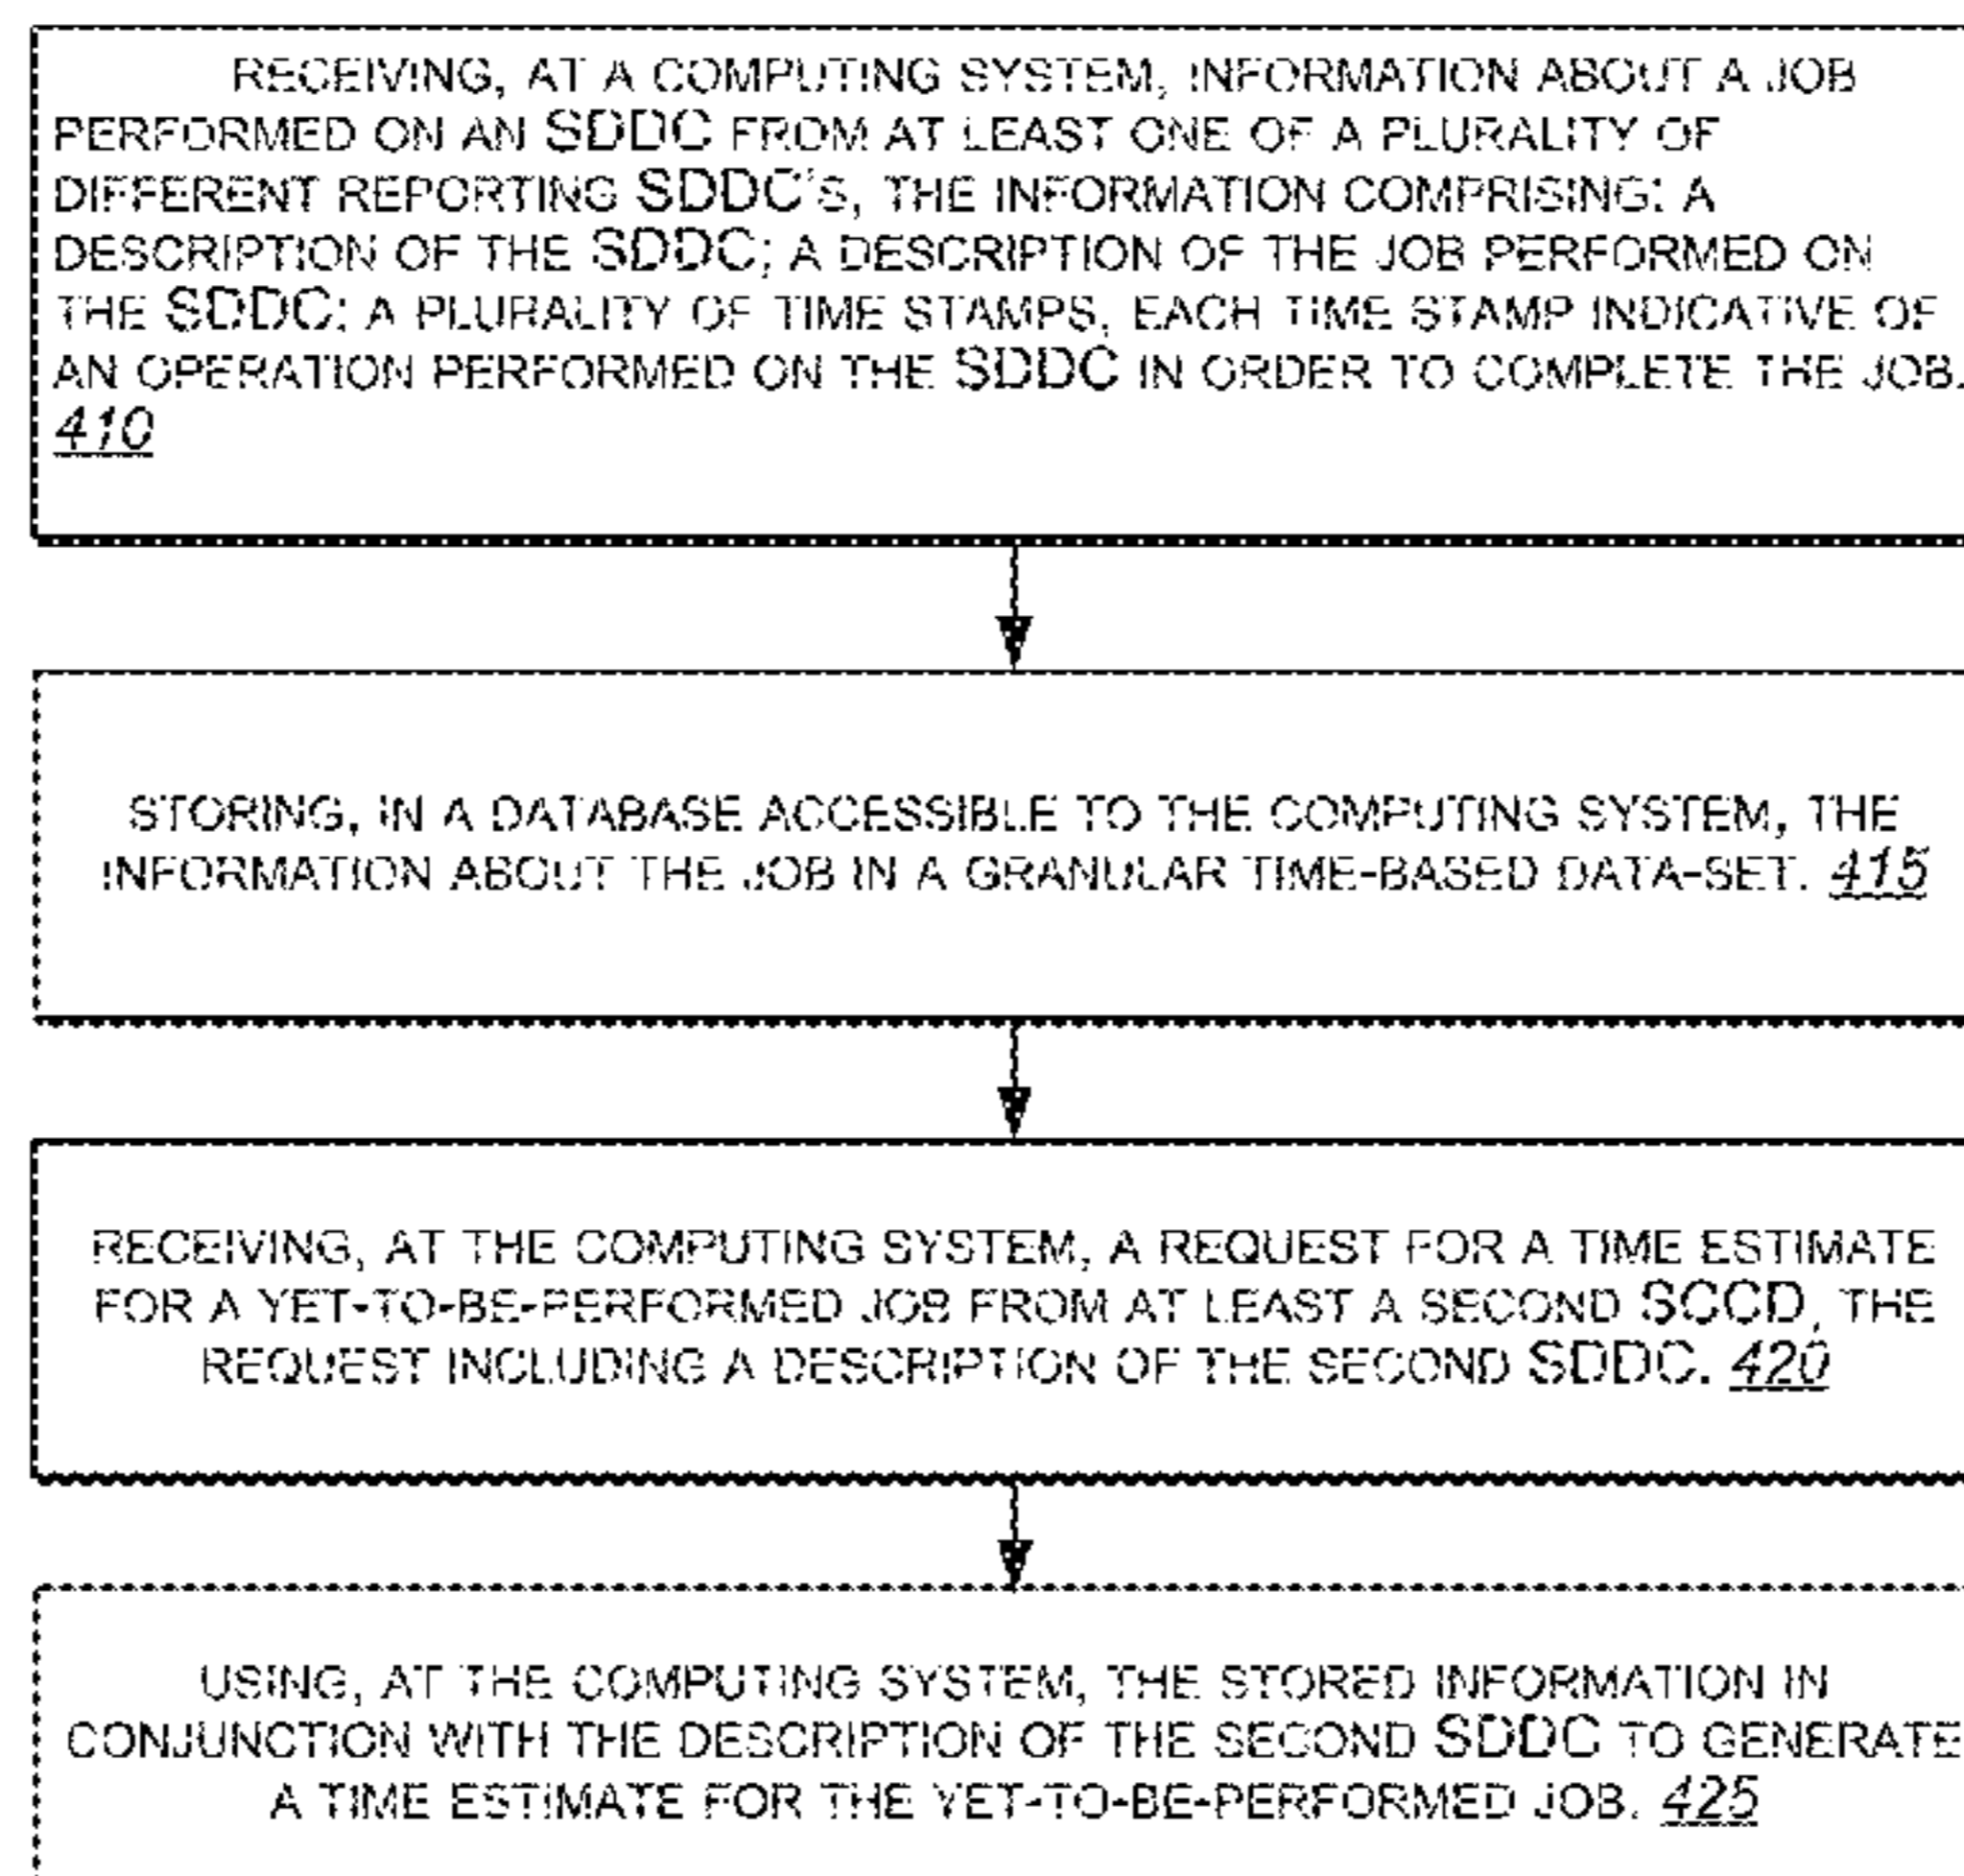 RECEIVING, AT A COMPUTING SYSTEM, INFORMATION ABOUT A JOB
PERFORMED ON AN SDDC FROM AT LEAST ONE OF A PLURALITY OF
DIFFERENT REPORTING SDDC'S, THE INFORMATION COMPRISING: A
DESCRIPTION OF THE SDDC; A DESCRIPTION OF THE JOB PERFORMED ON
THE SDDC; A PLURALITY OF TIME STAMPS, EACH TIME STAMP INDICATIVE OF
AN OPERATION PERFORMED ON THE SDDC IN ORDER TO COMPLETE THE JOB.
410
STORING, IN A DATABASE ACCESSIBLE TO THE COMPUTING SYSTEM, THE
INFORMATION ABOUT THE JOB IN A GRANULAR TIME-BASED DATA-SET. 415
RECEIVING, AT THE COMPUTING SYSTEM, A REQUEST FOR A TIME ESTIMATE
FOR A YET-TO-BE-PERFORMED JOB FROM AT LEAST A SECOND SCCD, THE
REQUEST INCLUDING A DESCRIPTION OF THE SECOND SDDC. 420
USING, AT THE COMPUTING SYSTEM, THE STORED INFORMATION IN
CONJUNCTION WITH THE DESCRIPTION OF THE SECOND SDDC TO GENERATE
A TIME ESTIMATE FOR THE YET-TO-BE-PERFORMED JOB. 425